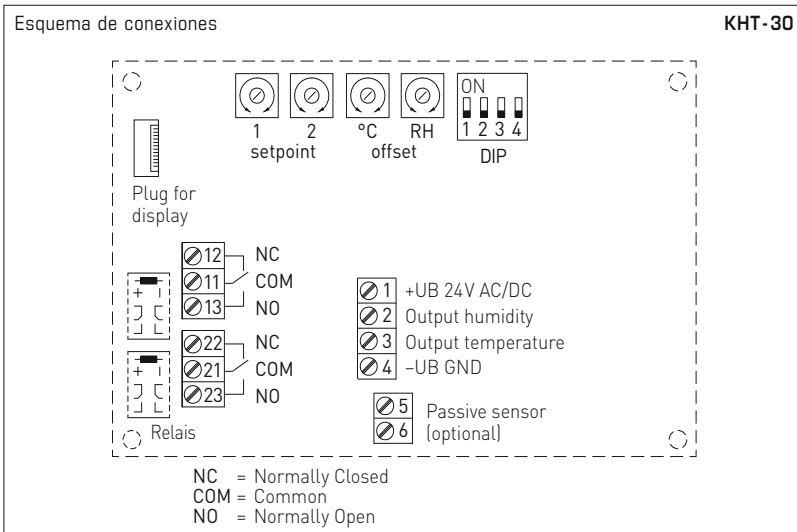 Esquema de conexiones KHT-30
ON
1 2 3 4
DIP
1 2 °C RH
setpoint offset
Plug for
display
12 NC
11 COM
13 NO
22 NC
21 COM
23 NO
+ –
+ –
Relais
1 +UB 24V AC/DC
2 Output humidity
3 Output temperature
4 –UB GND
5 Passive sensor
6 (optional)
NC = Normally Closed
COM = Common
NO = Normally Open